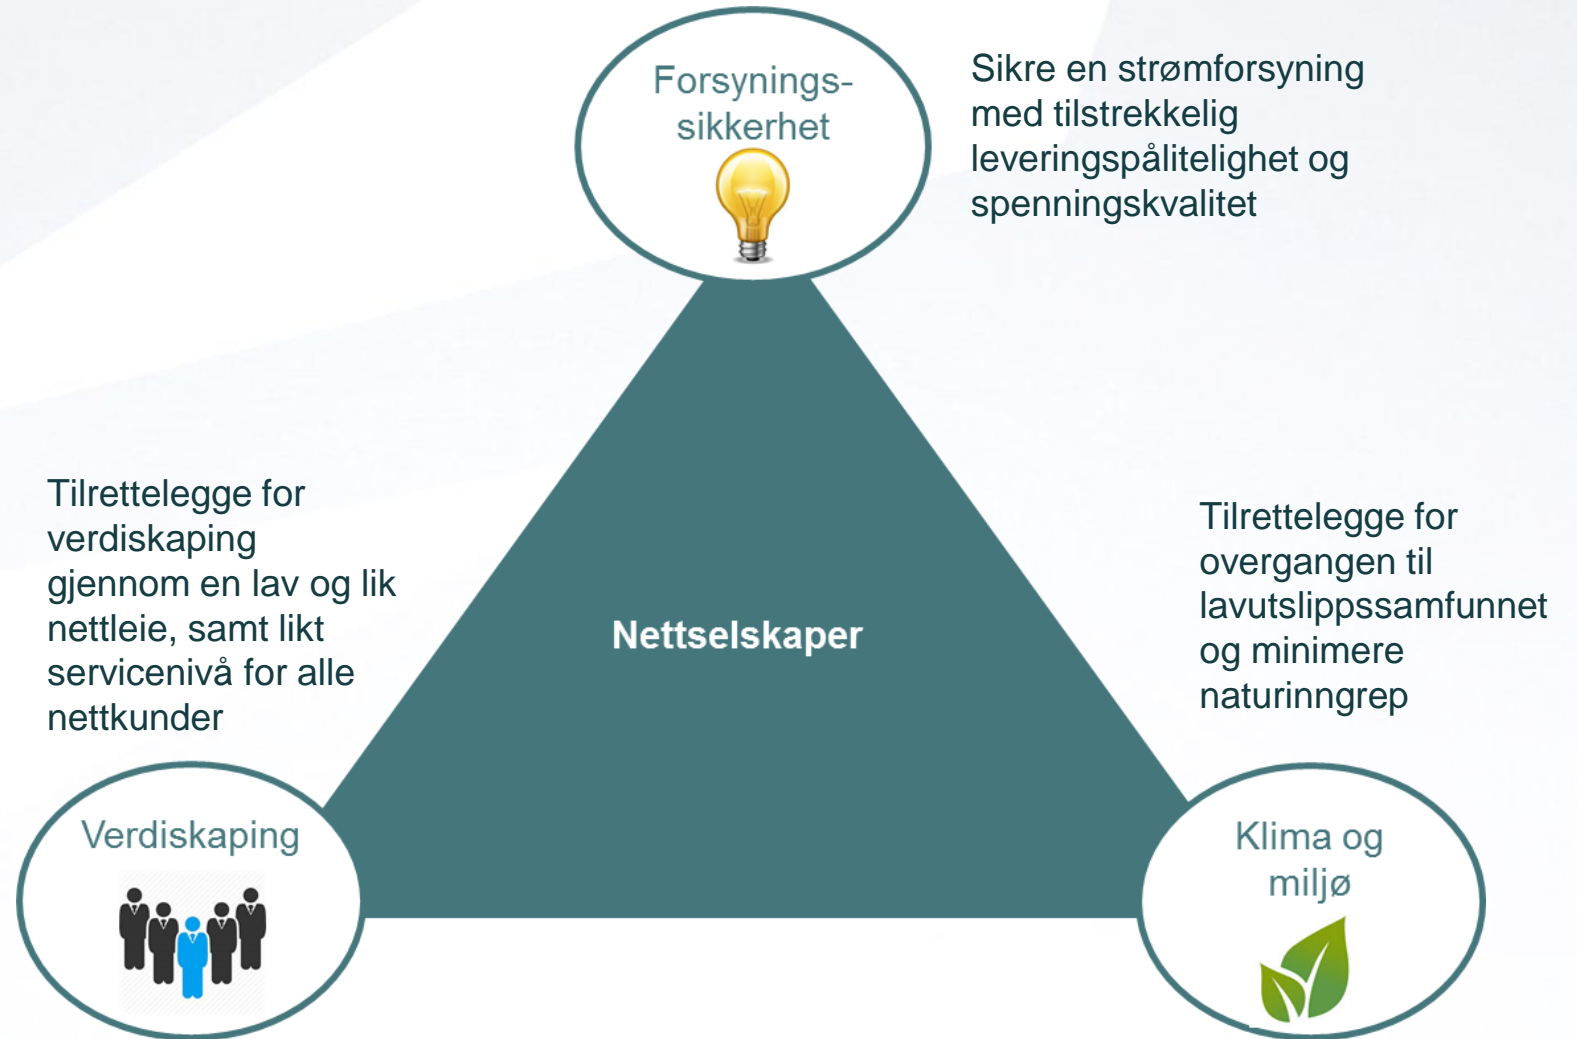 Forsynings-
sikkerhet
Sikre en strømforsyning
med tilstrekkelig
leveringspålitelighet og
spenningskvalitet
Tilrettelegge for
verdiskaping
gjennom en lav og lik
nettleie, samt likt
servicenivå for alle
nettkunder
Nettselskaper
Tilrettelegge for
overgangen til
lavutslippssamfunnet
og minimere
naturinngrep
Verdiskaping
Klima og
miljø